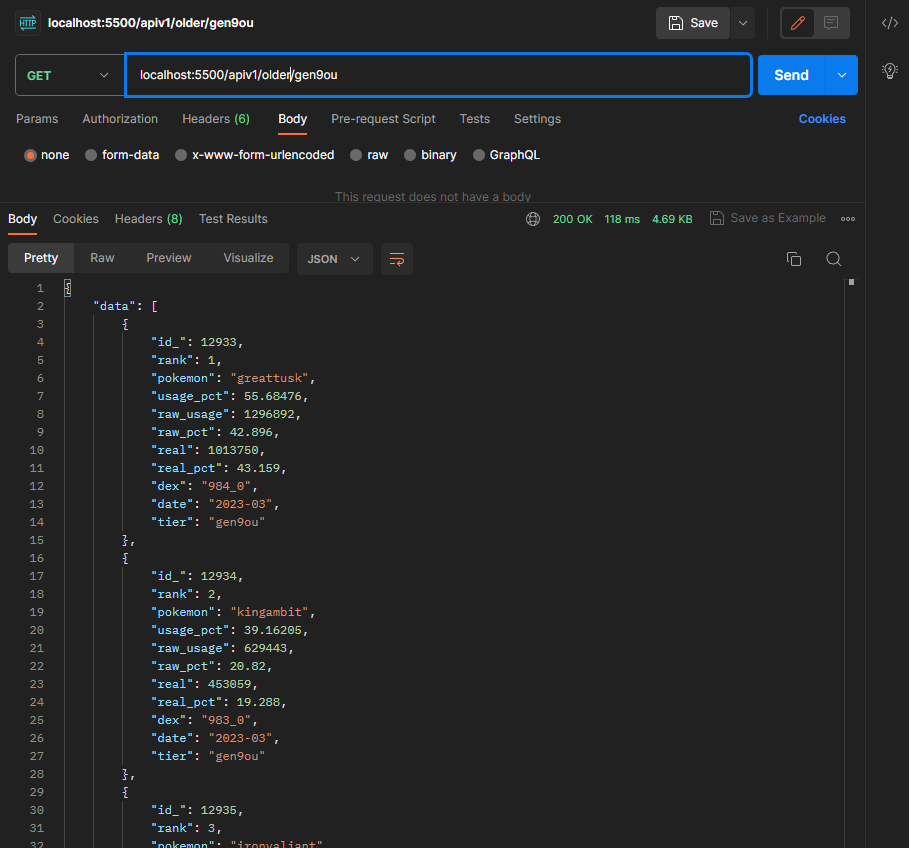 HTTP localhost:5500/apiv1/older/gen9ou Save
GET localhost:5500/apiv1/older/gen9ou Send
Params Authorization Headers (6) Body Pre-request Script Tests Settings Cookies
none form-data x-www-form-urlencoded raw binary GraphQL
This request does not have a body
Body Cookies Headers (8) Test Results 200 OK 118 ms 4.69 KB Save as Example
Pretty Raw Preview Visualize JSON
1 {
2 "data": [
3 {
4 "id_": 12933,
5 "rank": 1,
6 "pokemon": "greattusk",
7 "usage_pct": 55.68476,
8 "raw_usage": 1296892,
9 "raw_pct": 42.896,
10 "real": 1013750,
11 "real_pct": 43.159,
12 "dex": "984_0",
13 "date": "2023-03",
14 "tier": "gen9ou"
15 },
16 {
17 "id_": 12934,
18 "rank": 2,
19 "pokemon": "kingambit",
20 "usage_pct": 39.16205,
21 "raw_usage": 629443,
22 "raw_pct": 20.82,
23 "real": 453059,
24 "real_pct": 19.288,
25 "dex": "983_0",
26 "date": "2023-03",
27 "tier": "gen9ou"
28 },
29 {
30 "id_": 12935,
31 "rank": 3,
32 "pokemon": "ironvaliant"